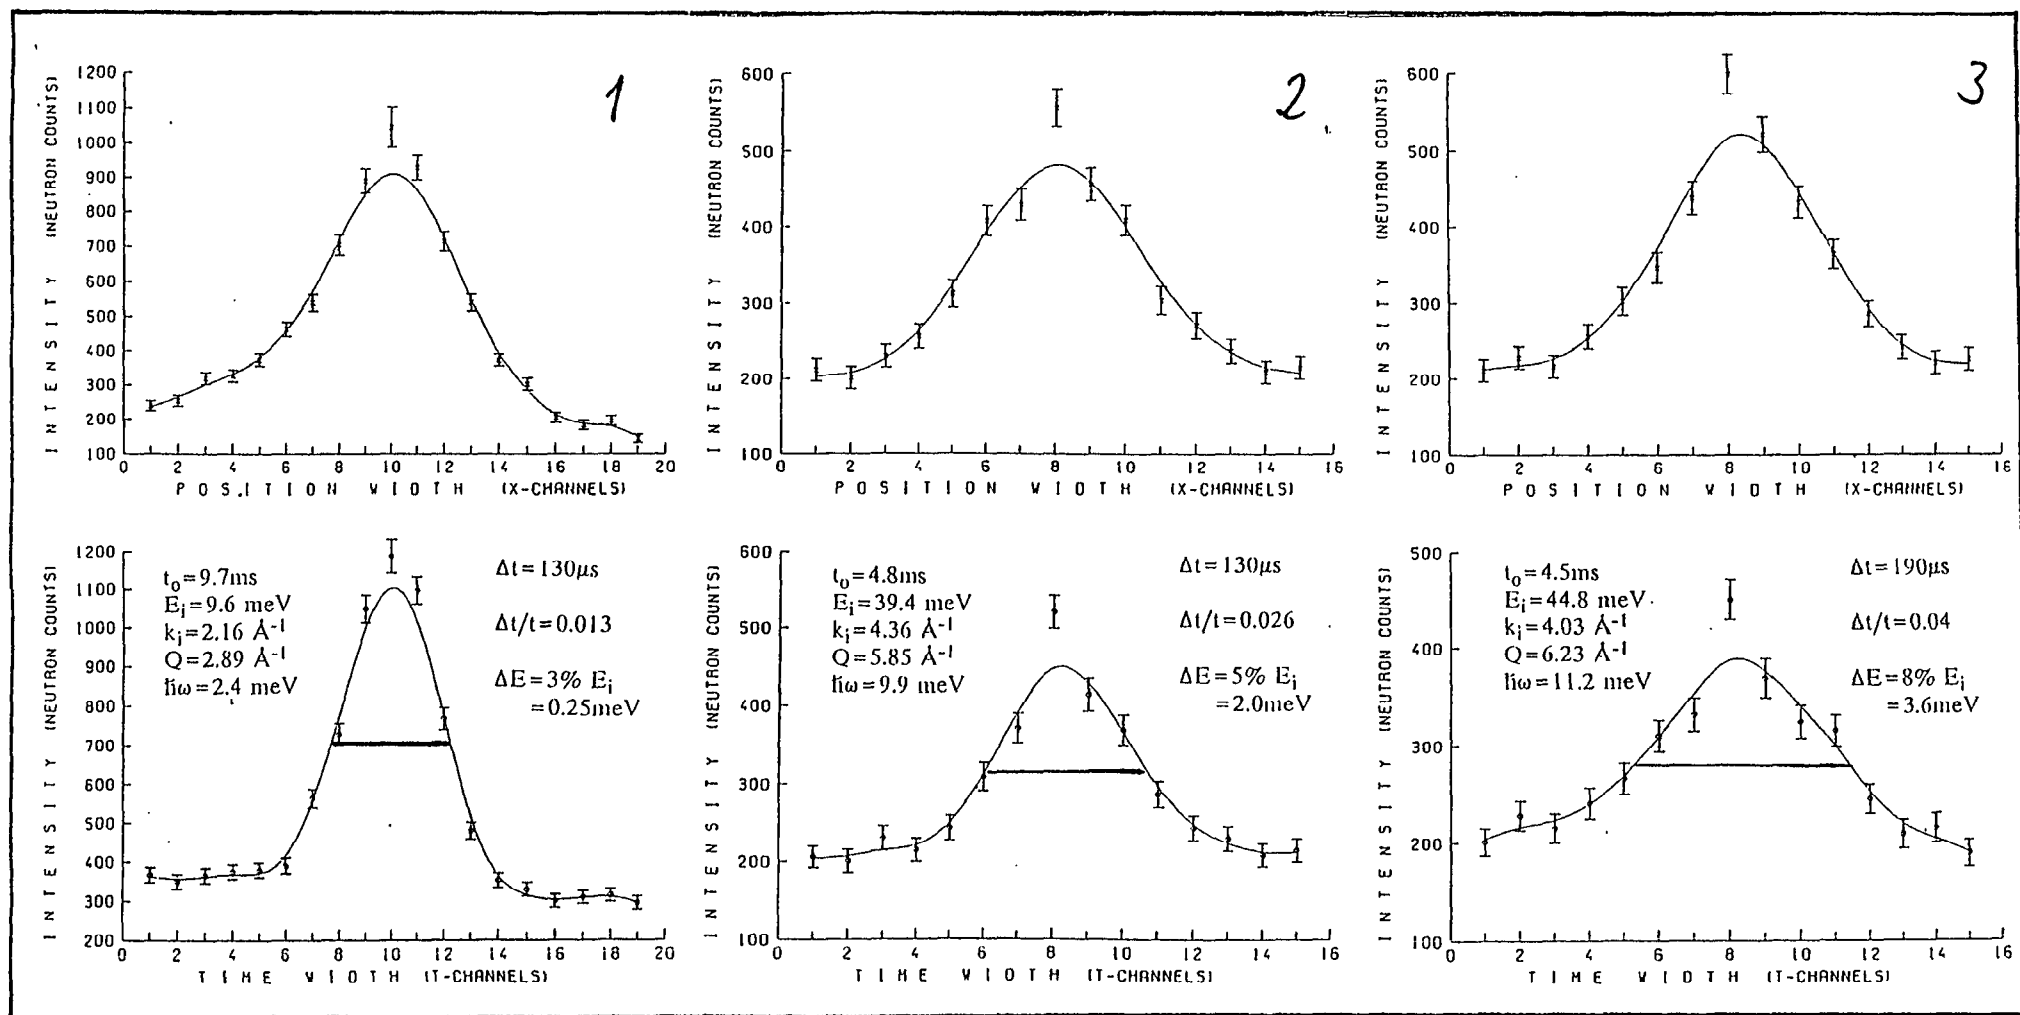 1
INTENSITY (NEUTRON COUNTS)
1200
1100
1000
900
800
700
600
500
400
300
200
100
0 2 4 6 8 10 12 14 16 18 20
POSITION WIDTH (X-CHANNELS)
2
INTENSITY (NEUTRON COUNTS)
600
500
400
300
200
100
0 2 4 6 8 10 12 14 16
POSITION WIDTH (X-CHANNELS)
3
INTENSITY (NEUTRON COUNTS)
600
500
400
300
200
100
0 2 4 6 8 10 12 14 16
POSITION WIDTH (X-CHANNELS)
INTENSITY (NEUTRON COUNTS)
1200
1100
1000
900
800
700
600
500
400
300
200
t₀=9.7ms
Eᵢ=9.6 meV
kᵢ=2.16 Å⁻¹
Q=2.89 Å⁻¹
ħω=2.4 meV
Δt=130μs
Δt/t=0.013
ΔE=3% Eᵢ
=0.25meV
0 2 4 6 8 10 12 14 16 18 20
TIME WIDTH (T-CHANNELS)
INTENSITY (NEUTRON COUNTS)
600
500
400
300
200
100
t₀=4.8ms
Eᵢ=39.4 meV
kᵢ=4.36 Å⁻¹
Q=5.85 Å⁻¹
ħω=9.9 meV
Δt=130μs
Δt/t=0.026
ΔE=5% Eᵢ
=2.0meV
0 2 4 6 8 10 12 14 16
TIME WIDTH (T-CHANNELS)
INTENSITY (NEUTRON COUNTS)
500
400
300
200
100
t₀=4.5ms
Eᵢ=44.8 meV
kᵢ=4.03 Å⁻¹
Q=6.23 Å⁻¹
ħω=11.2 meV
Δt=190μs
Δt/t=0.04
ΔE=8% Eᵢ
=3.6meV
0 2 4 6 8 10 12 14 16
TIME WIDTH (T-CHANNELS)